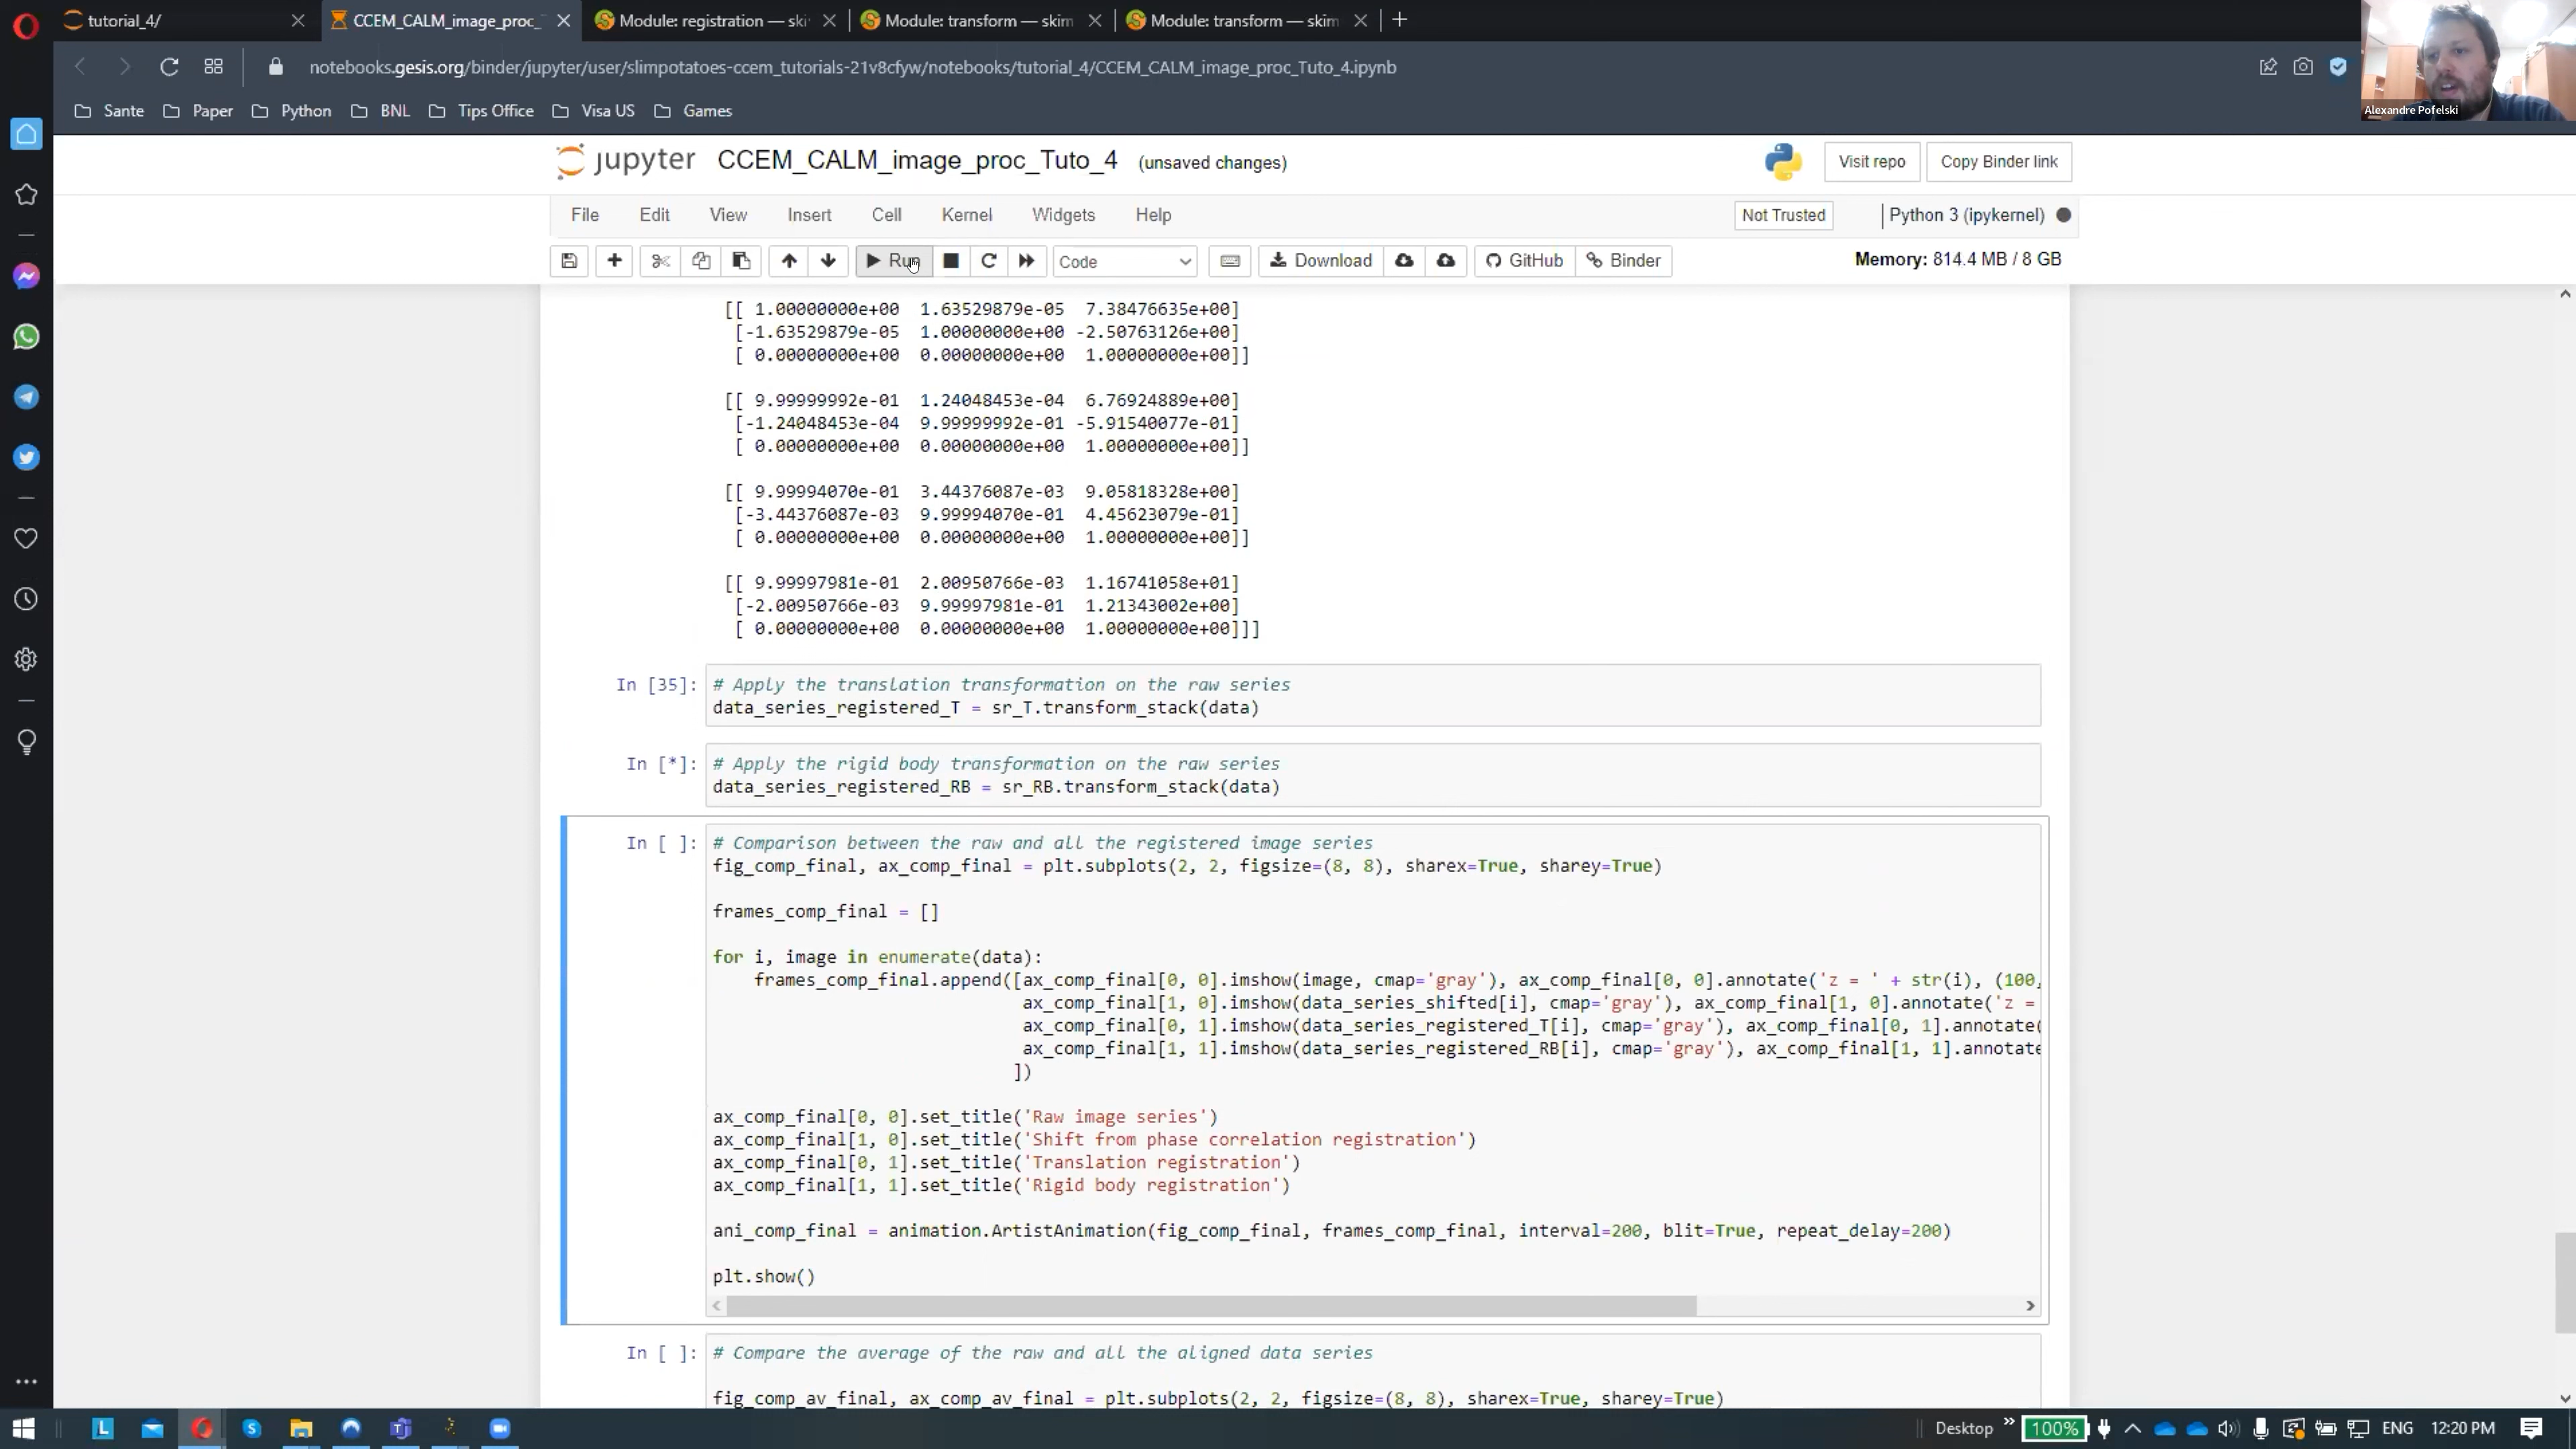 tutorial_4/
CCEM_CALM_image_proc_
Module: registration — ski
Module: transform — skim
Module: transform — skim
notebooks.gesis.org/binder/jupyter/user/slimpotatoes-ccem_tutorials-21v8cfyw/notebooks/tutorial_4/CCEM_CALM_image_proc_Tuto_4.ipynb
Alexandre Pofelski
Sante Paper Python BNL Tips Office Visa US Games
jupyter CCEM_CALM_image_proc_Tuto_4 (unsaved changes)
Visit repo Copy Binder link
File Edit View Insert Cell Kernel Widgets Help
Not Trusted Python 3 (ipykernel)
Run Code Download GitHub Binder Memory: 814.4 MB / 8 GB
[[ 1.00000000e+00 1.63529879e-05 7.38476635e+00]
[-1.63529879e-05 1.00000000e+00 -2.50763126e+00]
[ 0.00000000e+00 0.00000000e+00 1.00000000e+00]]
[[ 9.99999992e-01 1.24048453e-04 6.76924889e+00]
[-1.24048453e-04 9.99999992e-01 -5.91540077e-01]
[ 0.00000000e+00 0.00000000e+00 1.00000000e+00]]
[[ 9.99994070e-01 3.44376087e-03 9.05818328e+00]
[-3.44376087e-03 9.99994070e-01 4.45623079e-01]
[ 0.00000000e+00 0.00000000e+00 1.00000000e+00]]
[[ 9.99997981e-01 2.00950766e-03 1.16741058e+01]
[-2.00950766e-03 9.99997981e-01 1.21343002e+00]
[ 0.00000000e+00 0.00000000e+00 1.00000000e+00]]]
In [35]: # Apply the translation transformation on the raw series
data_series_registered_T = sr_T.transform_stack(data)
In [*]: # Apply the rigid body transformation on the raw series
data_series_registered_RB = sr_RB.transform_stack(data)
In [ ]: # Comparison between the raw and all the registered image series
fig_comp_final, ax_comp_final = plt.subplots(2, 2, figsize=(8, 8), sharex=True, sharey=True)
frames_comp_final = []
for i, image in enumerate(data):
frames_comp_final.append([ax_comp_final[0, 0].imshow(image, cmap='gray'), ax_comp_final[0, 0].annotate('z = ' + str(i), (100,
ax_comp_final[1, 0].imshow(data_series_shifted[i], cmap='gray'), ax_comp_final[1, 0].annotate('z =
ax_comp_final[0, 1].imshow(data_series_registered_T[i], cmap='gray'), ax_comp_final[0, 1].annotate(
ax_comp_final[1, 1].imshow(data_series_registered_RB[i], cmap='gray'), ax_comp_final[1, 1].annotate
])
ax_comp_final[0, 0].set_title('Raw image series')
ax_comp_final[1, 0].set_title('Shift from phase correlation registration')
ax_comp_final[0, 1].set_title('Translation registration')
ax_comp_final[1, 1].set_title('Rigid body registration')
ani_comp_final = animation.ArtistAnimation(fig_comp_final, frames_comp_final, interval=200, blit=True, repeat_delay=200)
plt.show()
In [ ]: # Compare the average of the raw and all the aligned data series
fig_comp_av_final, ax_comp_av_final = plt.subplots(2, 2, figsize=(8, 8), sharex=True, sharey=True)
Desktop 100% ENG 12:20 PM